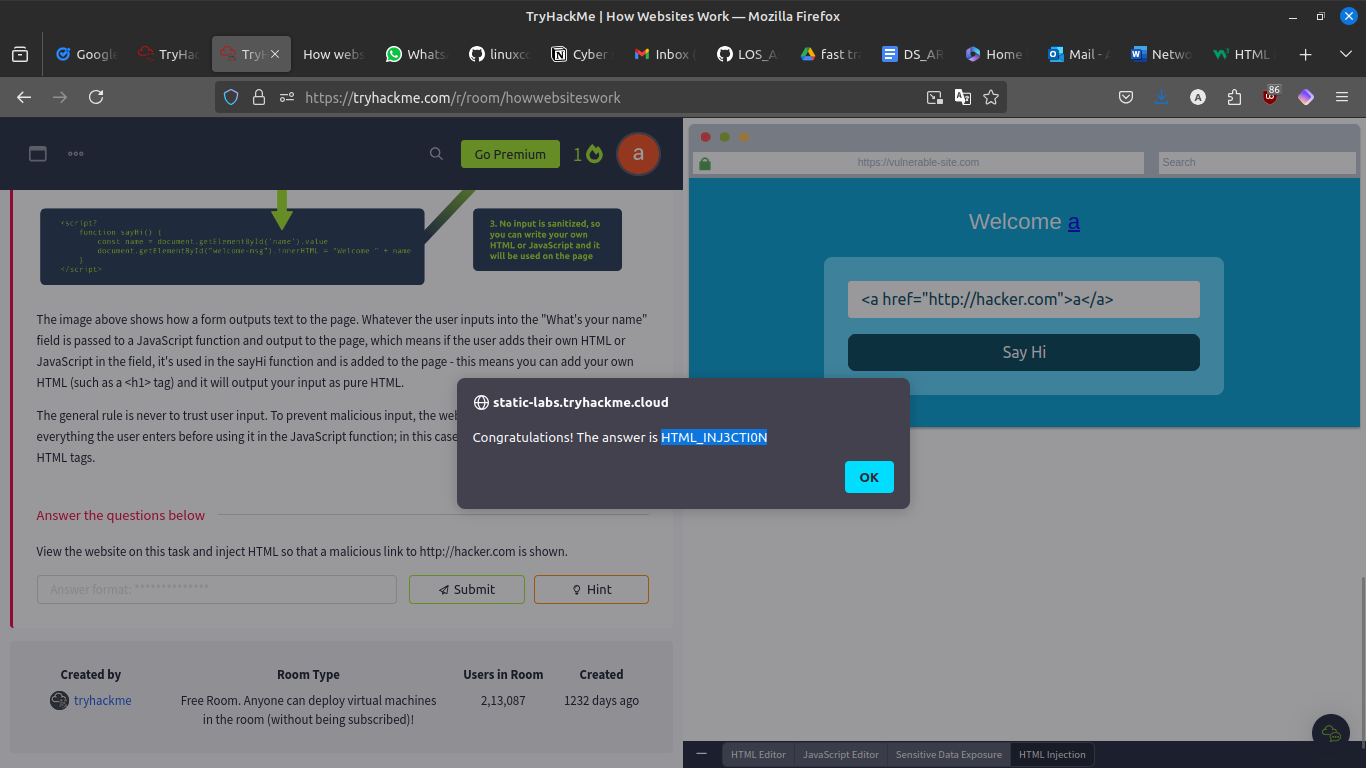 TryHackMe | How Websites Work — Mozilla Firefox
Google
TryHac
TryH
How webs
Whats
linuxcc
Cyber
Inbox (
LOS_A
fast tra
DS_AR
Home
Mail - A
Netwo
HTML
https://tryhackme.com/r/room/howwebsiteswork
A
86
Go Premium
1
a
<script?
function sayHi() {
const name = document.getElementById('name').value
document.getElementById("welcome-msg").innerHTML = "Welcome " + name
}
</script>
3. No input is sanitized, so
you can write your own
HTML or JavaScript and it
will be used on the page
The image above shows how a form outputs text to the page. Whatever the user inputs into the "What's your name"
field is passed to a JavaScript function and output to the page, which means if the user adds their own HTML or
JavaScript in the field, it's used in the sayHi function and is added to the page - this means you can add your own
HTML (such as a <h1> tag) and it will output your input as pure HTML.
The general rule is never to trust user input. To prevent malicious input, the web
everything the user enters before using it in the JavaScript function; in this case
HTML tags.
Answer the questions below
View the website on this task and inject HTML so that a malicious link to http://hacker.com is shown.
Answer format: **************
Submit
Hint
Created by
Room Type
Users in Room
Created
tryhackme
Free Room. Anyone can deploy virtual machines
in the room (without being subscribed)!
2,13,087
1232 days ago
https://vulnerable-site.com
Search
Welcome a
<a href="http://hacker.com">a</a>
Say Hi
static-labs.tryhackme.cloud
Congratulations! The answer is HTML_INJ3CTI0N
OK
HTML Editor
JavaScript Editor
Sensitive Data Exposure
HTML Injection